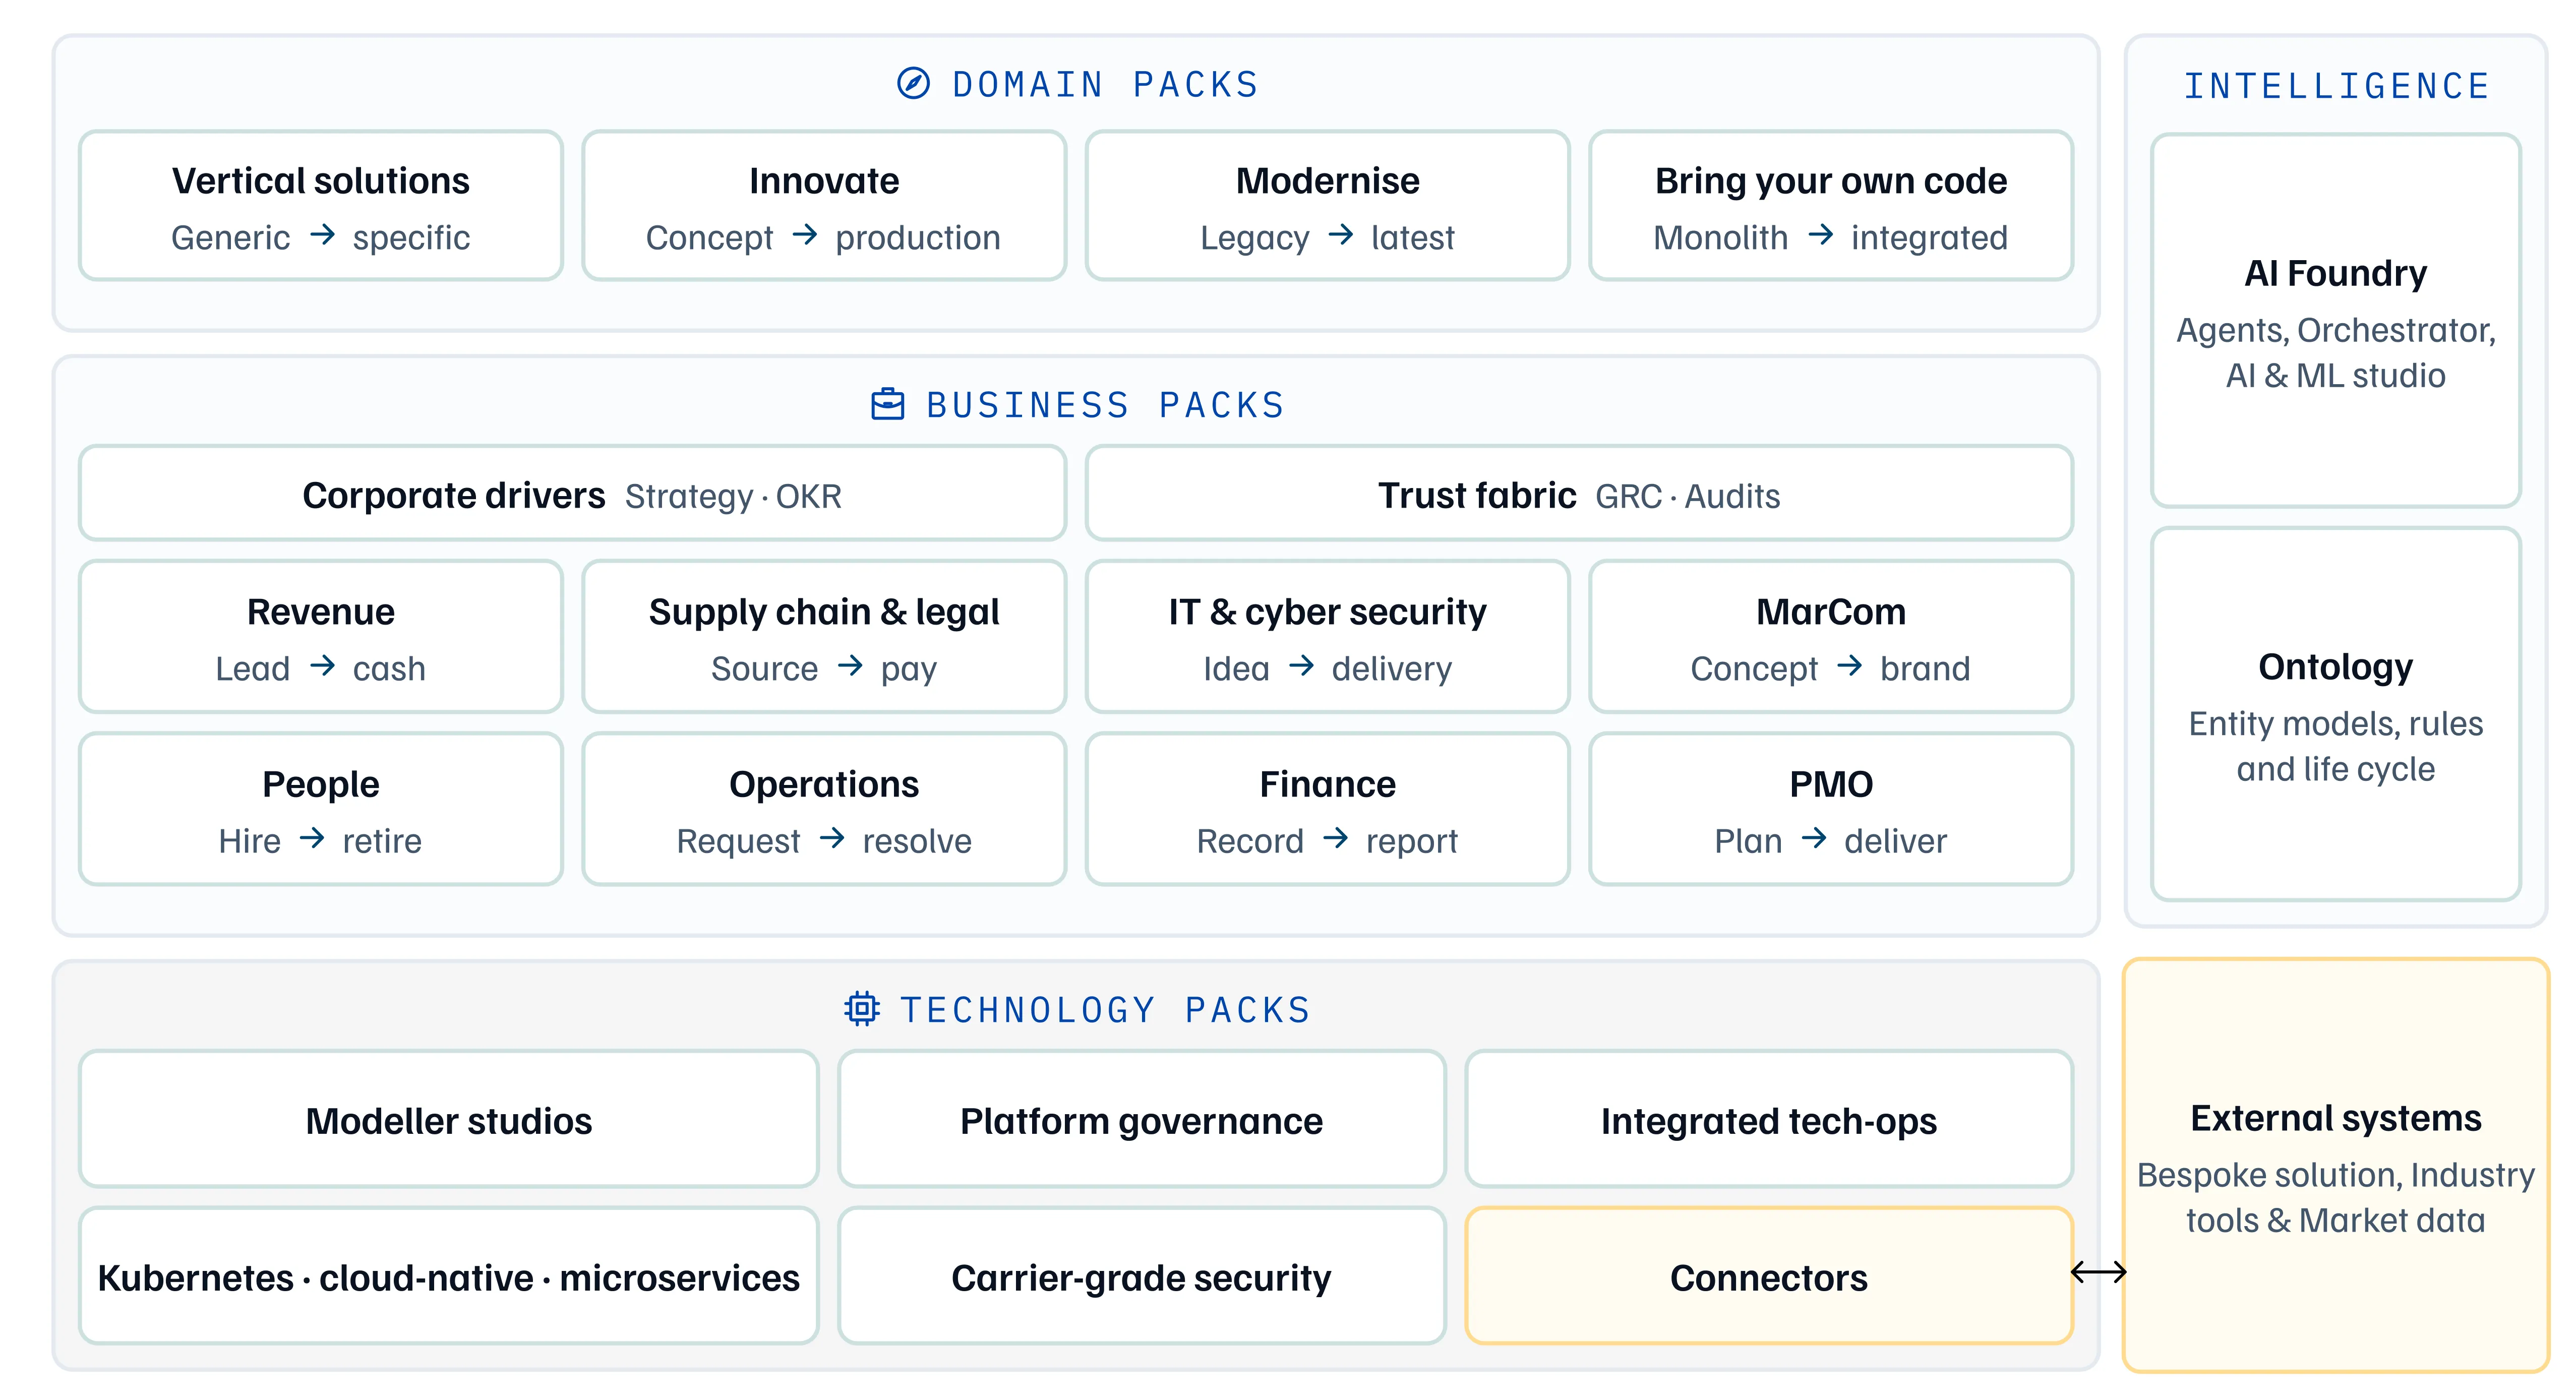 DOMAIN PACKS
Vertical solutions
Generic → specific
Innovate
Concept → production
Modernise
Legacy → latest
Bring your own code
Monolith → integrated
BUSINESS PACKS
Corporate drivers Strategy · OKR
Trust fabric GRC · Audits
Revenue
Lead → cash
Supply chain & legal
Source → pay
IT & cyber security
Idea → delivery
MarCom
Concept → brand
People
Hire → retire
Operations
Request → resolve
Finance
Record → report
PMO
Plan → deliver
TECHNOLOGY PACKS
Modeller studios
Platform governance
Integrated tech-ops
Kubernetes · cloud-native · microservices
Carrier-grade security
Connectors
INTELLIGENCE
AI Foundry
Agents, Orchestrator,
AI & ML studio
Ontology
Entity models, rules
and life cycle
External systems
Bespoke solution, Industry
tools & Market data